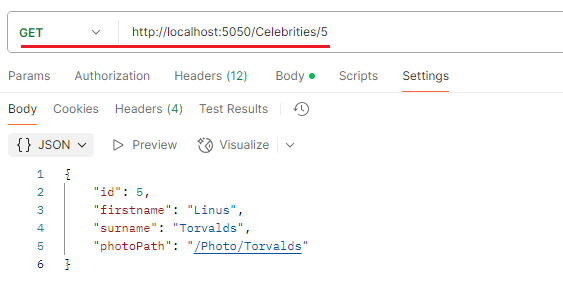 GET http://localhost:5050/Celebrities/5
Params Authorization Headers (12) Body Scripts Settings
Body Cookies Headers (4) Test Results
{} JSON Preview Visualize
1 {
2 "id": 5,
3 "firstname": "Linus",
4 "surname": "Torvalds",
5 "photoPath": "/Photo/Torvalds"
6 }